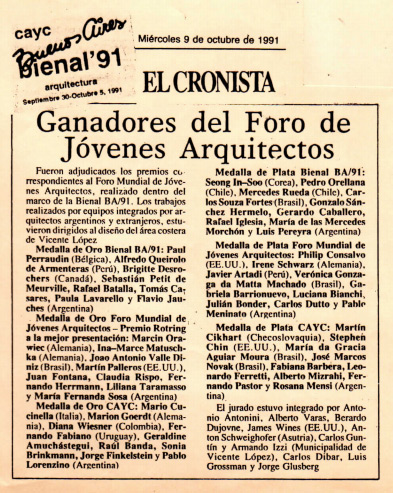 cayc
Buenos Aires
bienal'91
arquitectura
Septiembre 30-Octubre 5, 1991
Miércoles 9 de octubre de 1991
EL CRONISTA
Ganadores del Foro de
Jóvenes Arquitectos
Fueron adjudicados los premios co-
rrespondientes al Foro Mundial de Jóve-
nes Arquitectos, realizado dentro del
marco de la Bienal BA/91. Los trabajos
realizados por equipos integrados por ar-
quitectos argentinos y extranjeros, estu-
vieron dirigidos al diseño del área costera
de Vicente López
Medalla de Oro Bienal BA/91: Paul
Perraudin (Bélgica), Alfredo Queirolo
de Armenteras (Perú), Brigitte Desro-
chers (Canadá), Sebastián Petit de
Meurville, Rafael Batalla, Tomás Ca-
sares, Paula Lavarello y Flavio Jau-
ches (Argentina)
Medalla de Oro Foro Mundial de
Jóvenes Arquitectos – Premio Rotring
a la mejor presentación: Marcin Ora-
wiec (Alemania), Ina-Marce Matusch-
ka (Alemania), Joao Antonio Valle Di-
niz (Brasil), Martín Palleros (EE.UU.),
Juan Fontana, Claudia Rispo, Fer-
nando Herrmann, Liliana Taramasso
y María Fernanda Sosa (Argentina)
Medalla de Oro CAYC: Mario Cu-
cinella (Italia), Marion Goerdt (Alema-
nia), Diana Wiesner (Colombia), Fer-
nando Fabiano (Uruguay), Geraldine
Amuchástegui, Raúl Banda, Sonia
Brinkmann, Jorge Finkelstein y Pablo
Lorenzino (Argentina)
Medalla de Plata Bienal BA/91:
Seong In-Soo (Corea), Pedro Orellana
(Chile), Mercedes Rueda (Chile), Car-
los Souza Fortes (Brasil), Gonzalo Sán-
chez Hermelo, Gerardo Caballero,
Rafael Iglesia, María de las Mercedes
Morchón y Luis Pereyra (Argentina)
Medalla de Plata Foro Mundial de
Jóvenes Arquitectos: Philip Consalvo
(EE.UU.), Irene Schwarz (Alemania),
Javier Artadi (Perú), Verónica Gonza-
ga da Matta Machado (Brasil), Ga-
briela Barrionuevo, Luciana Bianchi,
Julián Bonder, Carlos Dutto y Pablo
Meninato (Argentina)
Medalla de Plata CAYC: Martín
Cikhart (Checoslovaquia), Stephen
Chin (EE.UU.), María da Gracia
Aguiar Moura (Brasil), José Marcos
Novak (Brasil), Fabiana Barbera, Leo-
nardo Ferretti, Alberto Mizrahi, Fer-
nando Pastor y Rosana Mensi (Argen-
tina)
El jurado estuvo integrado por An-
tonio Antonini, Alberto Varas, Berardo
Dujovne, James Wines (EE.UU.), An-
ton Schweighofer (Asutria), Carlos Gun-
tín y Armando Izzi (Municipalidad de
Vicente López), Carlos Dibar, Luis
Grossman y Jorge Glusberg